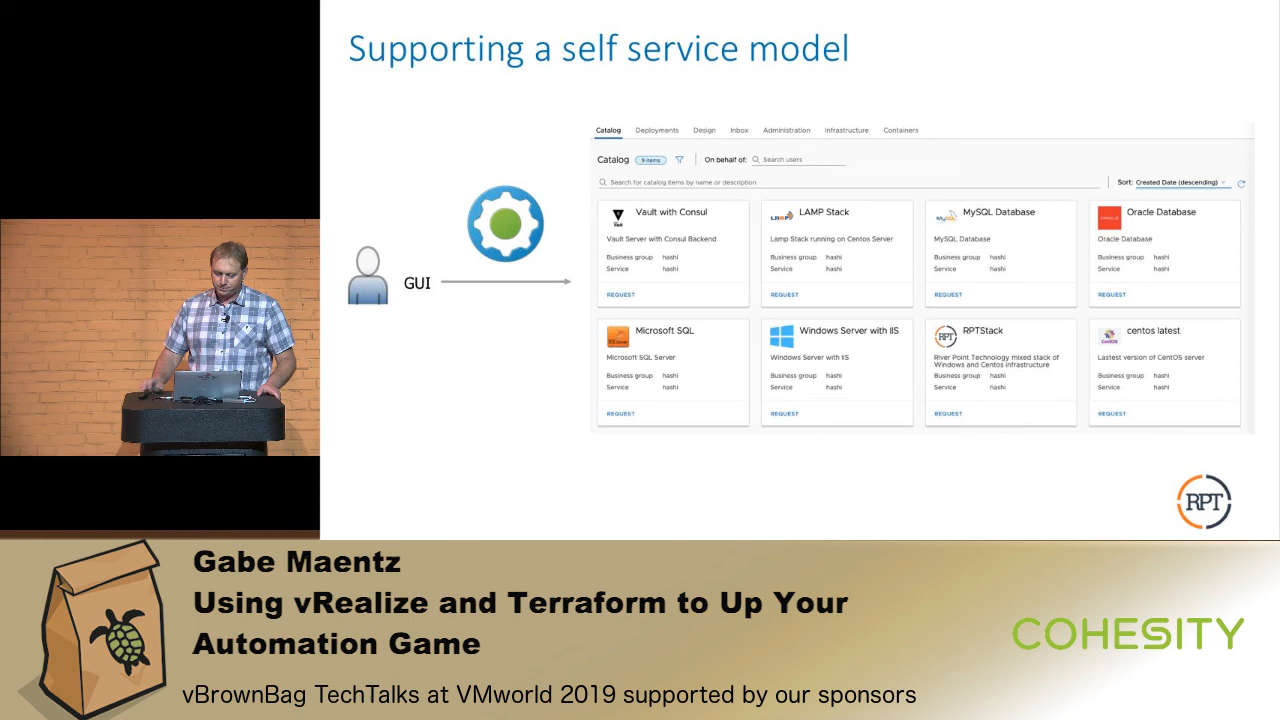 Supporting a self service model
Catalog Deployments Design Inbox Administration Infrastructure Containers
Catalog 9 items On behalf of: Search users
Search for catalog items by name or description Sort: Created Date (descending)
Vault with Consul
Vault Server with Consul Backend
Business group hashi
Service hashi
REQUEST
LAMP Stack
Lamp Stack running on Centos Server
Business group hashi
Service hashi
REQUEST
MySQL Database
MySQL Database
Business group hashi
Service hashi
REQUEST
Oracle Database
Oracle Database
Business group hashi
Service hashi
REQUEST
GUI
Microsoft SQL
Microsoft SQL Server
Business group hashi
Service hashi
REQUEST
Windows Server with IIS
Windows Server with IIS
Business group hashi
Service hashi
REQUEST
RPT
RPTStack
River Point Technology mixed stack of
Windows and Centos infrastructure
Business group hashi
Service hashi
REQUEST
centos latest
Lastest version of CentOS server
Business group hashi
Service hashi
REQUEST
RPT
Gabe Maentz
Using vRealize and Terraform to Up Your
Automation Game
COHESITY
vBrownBag TechTalks at VMworld 2019 supported by our sponsors